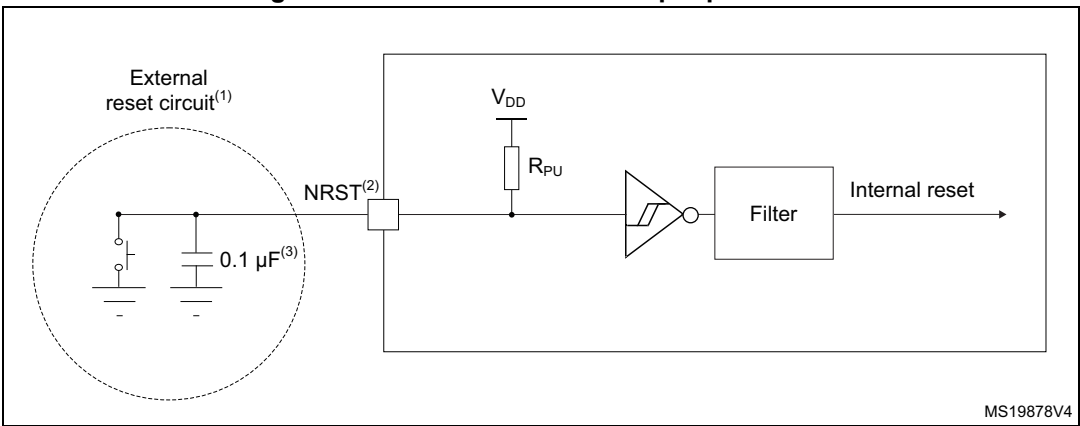 External
reset circuit(1)
VDD
RPU
NRST(2)
Internal reset
Filter
0.1 µF(3)
MS19878V4